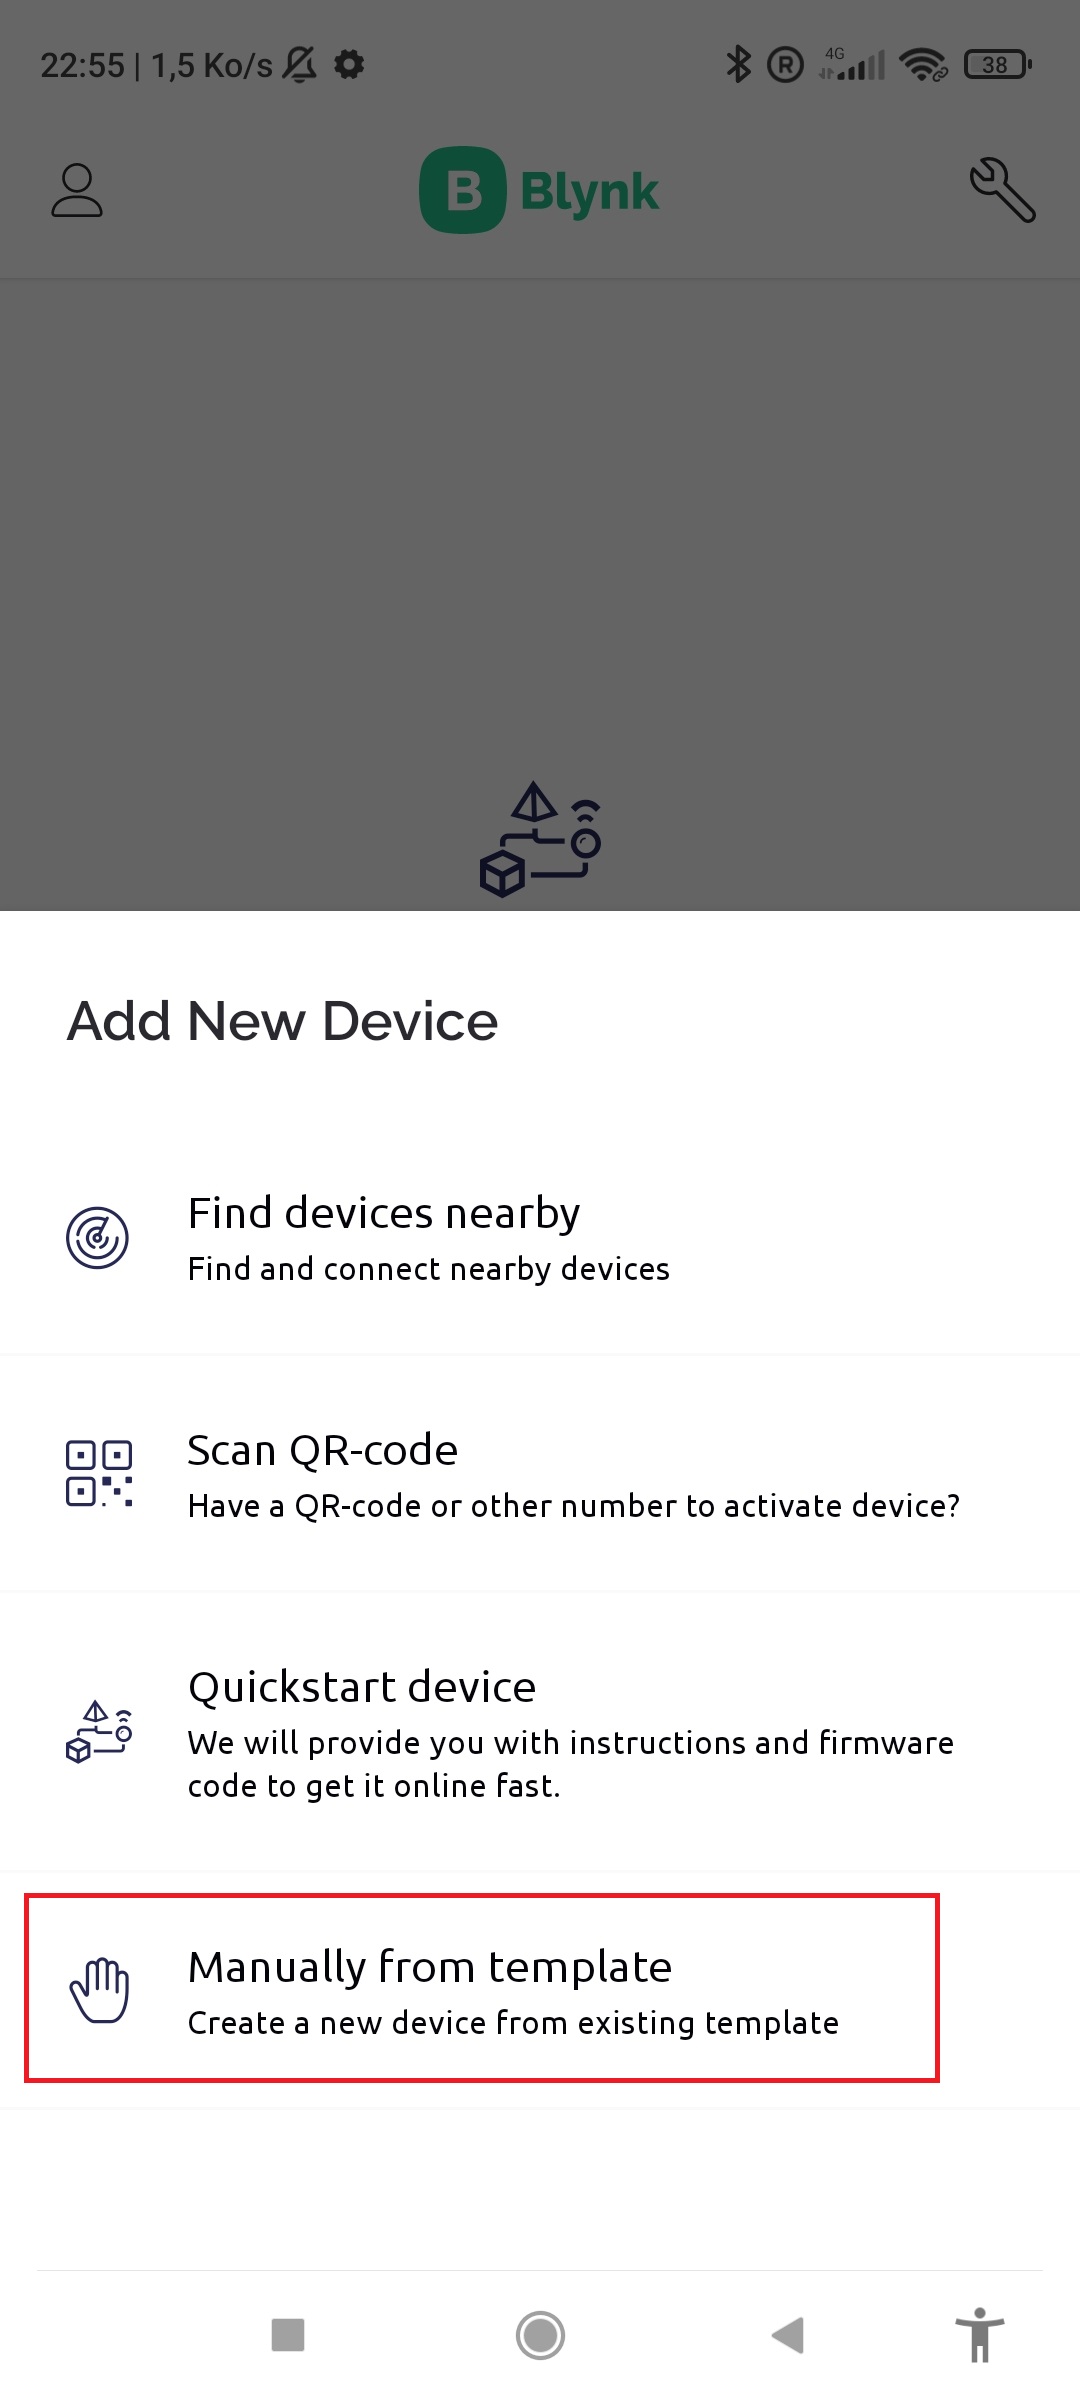 22:55 | 1,5 Ko/s
R
4G
38
B Blynk
Add New Device
Find devices nearby
Find and connect nearby devices
Scan QR-code
Have a QR-code or other number to activate device?
Quickstart device
We will provide you with instructions and firmware
code to get it online fast.
Manually from template
Create a new device from existing template